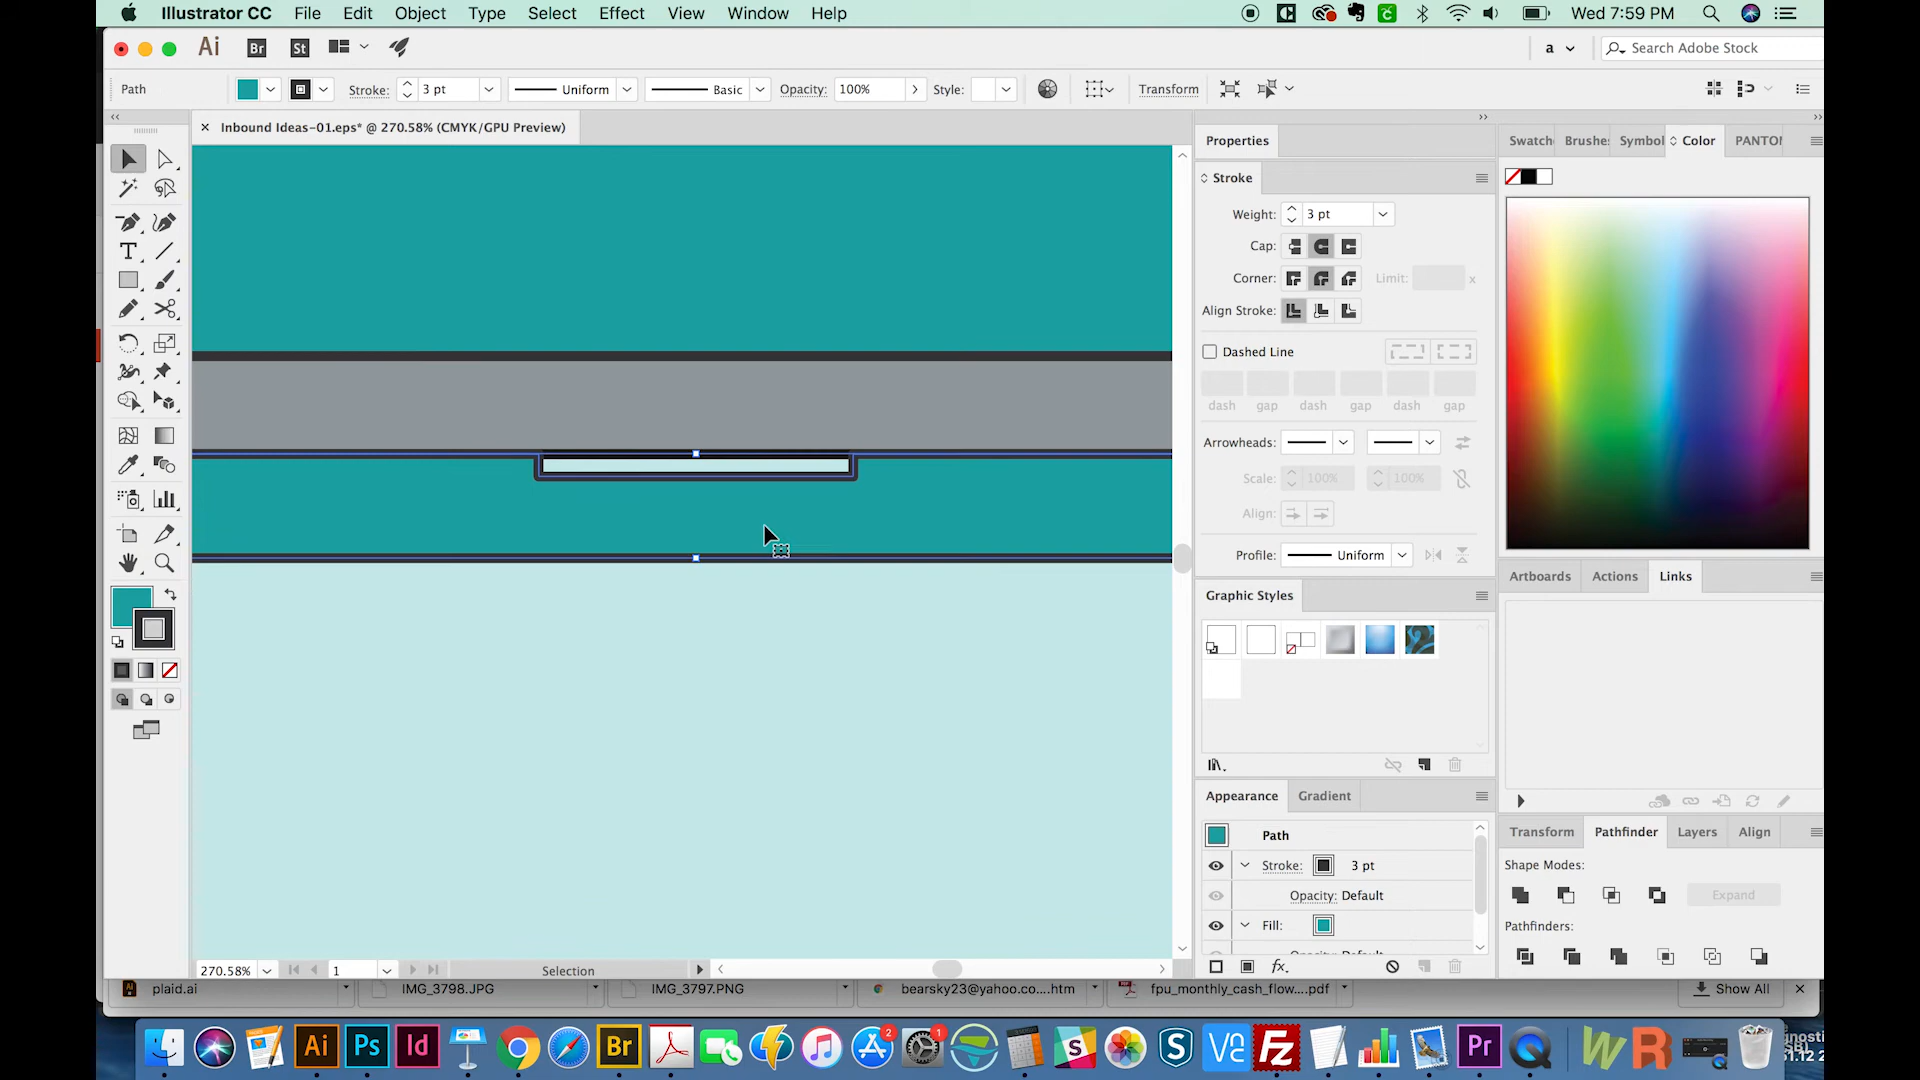 Illustrator CC File Edit Object Type Select Effect View Window Help Wed 7:59 PM
Ai Br St a Search Adobe Stock
Path Stroke: 3 pt Uniform Basic Opacity: 100% Style: Transform
× Inbound Ideas-01.eps* @ 270.58% (CMYK/GPU Preview)
Properties
Swatch Brushe: Symbol Color PANTO
Stroke
Weight: 3 pt
Cap:
Corner: Limit: x
Align Stroke:
Dashed Line
dash gap dash gap dash gap
Arrowheads:
Scale: 100% 100%
Align:
Profile: Uniform
Artboards Actions Links
Graphic Styles
Appearance Gradient
Path
Stroke: 3 pt
Opacity: Default
Fill:
Transform Pathfinder Layers Align
Shape Modes:
Expand
Pathfinders:
fx.
270.58% 1 Selection
plaid.ai IMG_3798.JPG IMG_3797.PNG bearsky23@yahoo.co....htm fpu_monthly_cash_flow....pdf Show All ×
Ai Ps Id Br 2 1 S S VE Fz Pr W R
gnosti